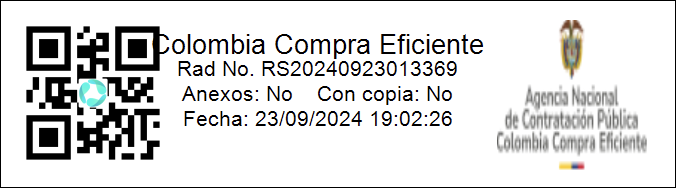 Colombia Compra Eficiente
Rad No. RS20240923013369
Anexos: No Con copia: No
Fecha: 23/09/2024 19:02:26
Agencia Nacional
de Contratación Pública
Colombia Compra Eficiente